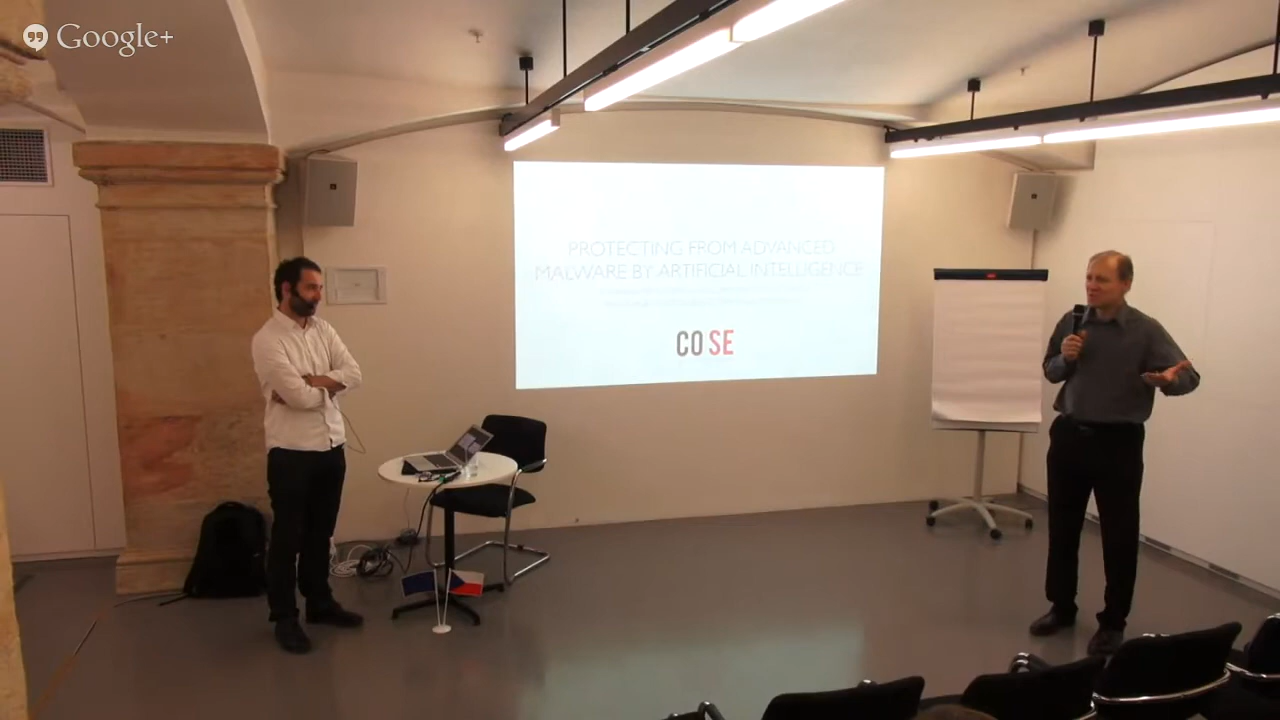 Google+
PROTECTING FROM ADVANCED
MALWARE BY ARTIFICIAL INTELLIGENCE
CO SE